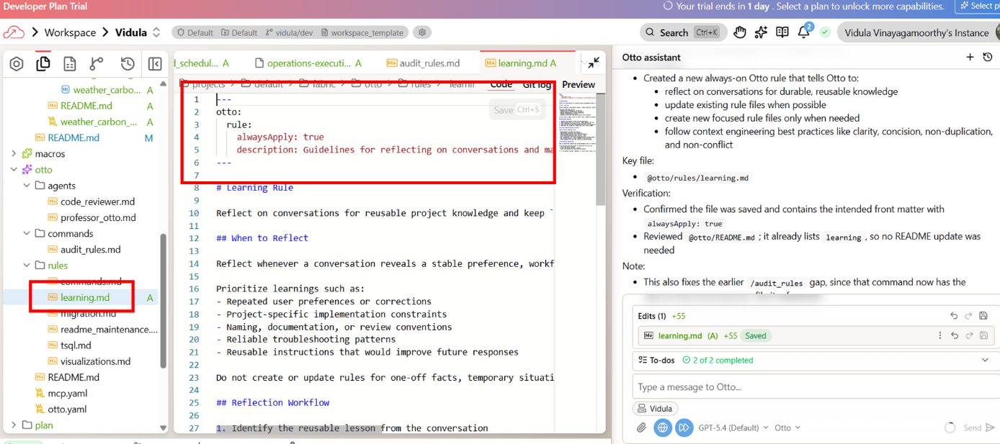 Developer Plan Trial
Your trial ends in 1 day . Select a plan to unlock more capabilities.
Select pl
Workspace
Vidula
Default
Default
vidula/dev
workspace_template
Search
Ctrl+K
2
Vidula Vinayagamoorthy's Instance
weather_carbo... A
README.md A
weather_carbon_... A
README.md M
macros
otto
agents
code_reviewer.md
professor_otto.md
commands
audit_rules.md
rules
commands.md
learning.md A
migration.md
readme_maintenance....
tsql.md
visualizations.md
README.md
mcp.yaml
otto.yaml
plan
d_schedul... A
operations-executi... A
audit_rules.md
learning.md A
projects
default
fabric
otto
rules
learni
Code
Git log
Preview
Save Ctrl+S
1 ---
2 otto:
3 rule:
4 alwaysApply: true
5 description: Guidelines for reflecting on conversations and ma
6 ---
7
8 # Learning Rule
9
10 Reflect on conversations for reusable project knowledge and keep `
11
12 ## When to Reflect
13
14 Reflect whenever a conversation reveals a stable preference, workf
15
16 Prioritize learnings such as:
17 - Repeated user preferences or corrections
18 - Project-specific implementation constraints
19 - Naming, documentation, or review conventions
20 - Reliable troubleshooting patterns
21 - Reusable instructions that would improve future responses
22
23 Do not create or update rules for one-off facts, temporary situati
24
25 ## Reflection Workflow
26
27 1. Identify the reusable lesson from the conversation
Otto assistant
• Created a new always-on Otto rule that tells Otto to:
• reflect on conversations for durable, reusable knowledge
• update existing rule files when possible
• create new focused rule files only when needed
• follow context engineering best practices like clarity, concision, non-duplication,
and non-conflict
Key file:
• @otto/rules/learning.md
Verification:
• Confirmed the file was saved and contains the intended front matter with
alwaysApply: true
• Reviewed @otto/README.md ; it already lists learning , so no README update was
needed
Note:
• This also fixes the earlier /audit_rules gap, since that command now has the
Edits (1) +55
learning.md (A) +55 Saved
To-dos 2 of 2 completed
Type a message to Otto...
Vidula
GPT-5.4 (Default)
Otto
Send